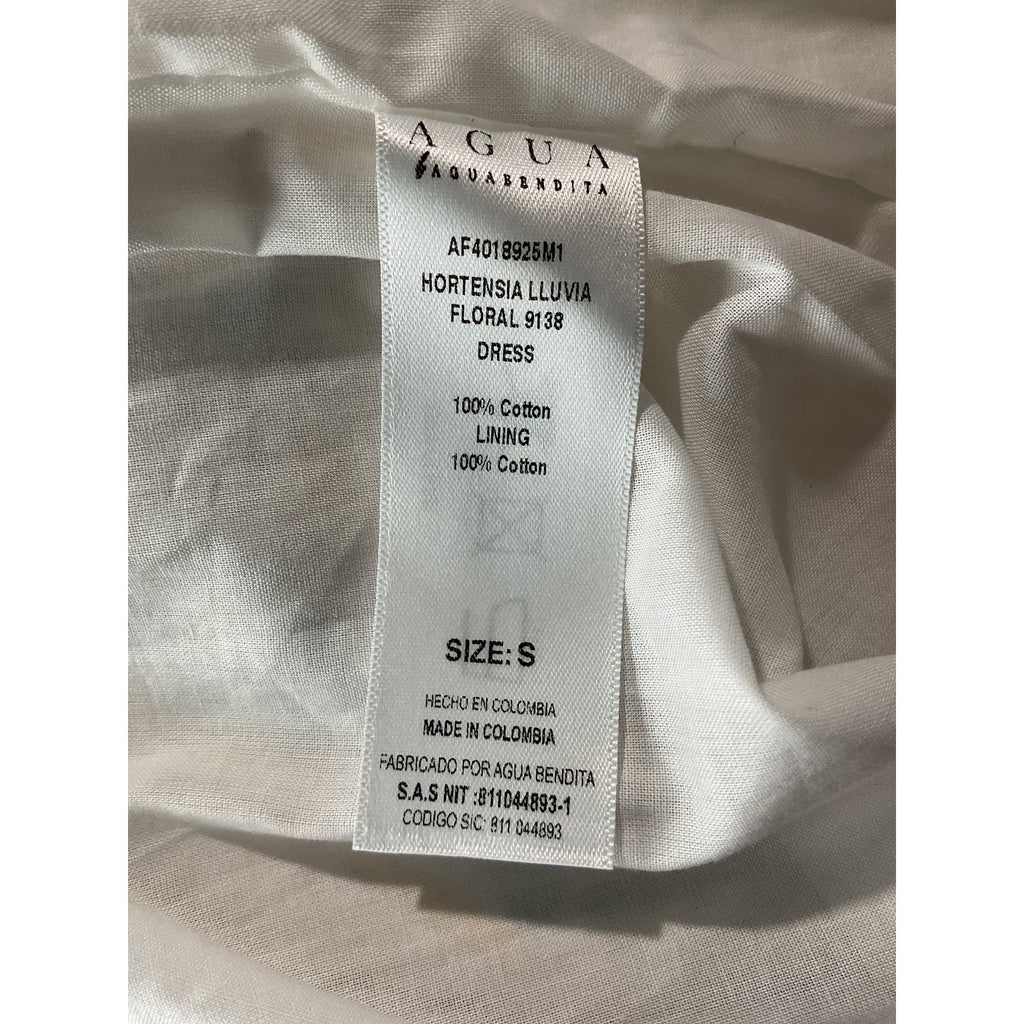 AGUA
AGUABENDITA
AF4018925M1
HORTENSIA LLUVIA
FLORAL 9138
DRESS
100% Cotton
LINING
100% Cotton
SIZE: S
HECHO EN COLOMBIA
MADE IN COLOMBIA
FABRICADO POR AGUA BENDITA
S.A.S NIT :811044893-1
CODIGO SIC: 811 044893